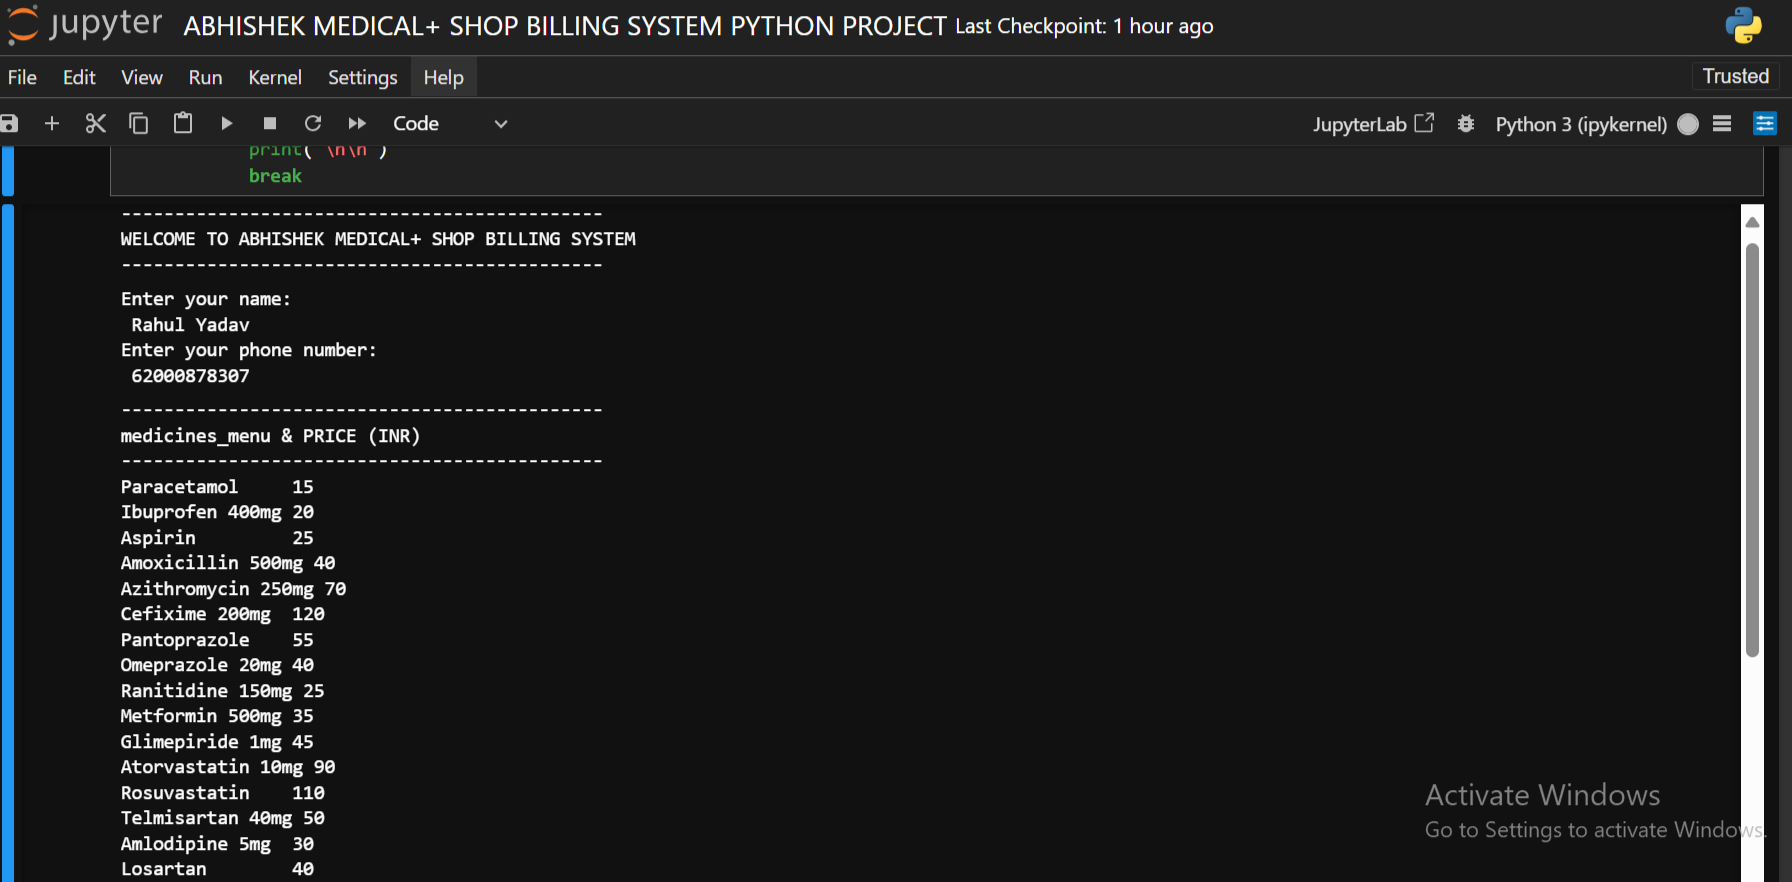 jupyter ABHISHEK MEDICAL+ SHOP BILLING SYSTEM PYTHON PROJECT Last Checkpoint: 1 hour ago
File Edit View Run Kernel Settings Help Trusted
Code JupyterLab Python 3 (ipykernel)
print( \n\n )
break
---------------------------------------------
WELCOME TO ABHISHEK MEDICAL+ SHOP BILLING SYSTEM
---------------------------------------------
Enter your name:
Rahul Yadav
Enter your phone number:
62000878307
---------------------------------------------
medicines_menu & PRICE (INR)
---------------------------------------------
Paracetamol     15
Ibuprofen 400mg 20
Aspirin         25
Amoxicillin 500mg 40
Azithromycin 250mg 70
Cefixime 200mg  120
Pantoprazole    55
Omeprazole 20mg 40
Ranitidine 150mg 25
Metformin 500mg 35
Glimepiride 1mg 45
Atorvastatin 10mg 90
Rosuvastatin    110
Telmisartan 40mg 50
Amlodipine 5mg  30
Losartan        40
Activate Windows
Go to Settings to activate Windows.